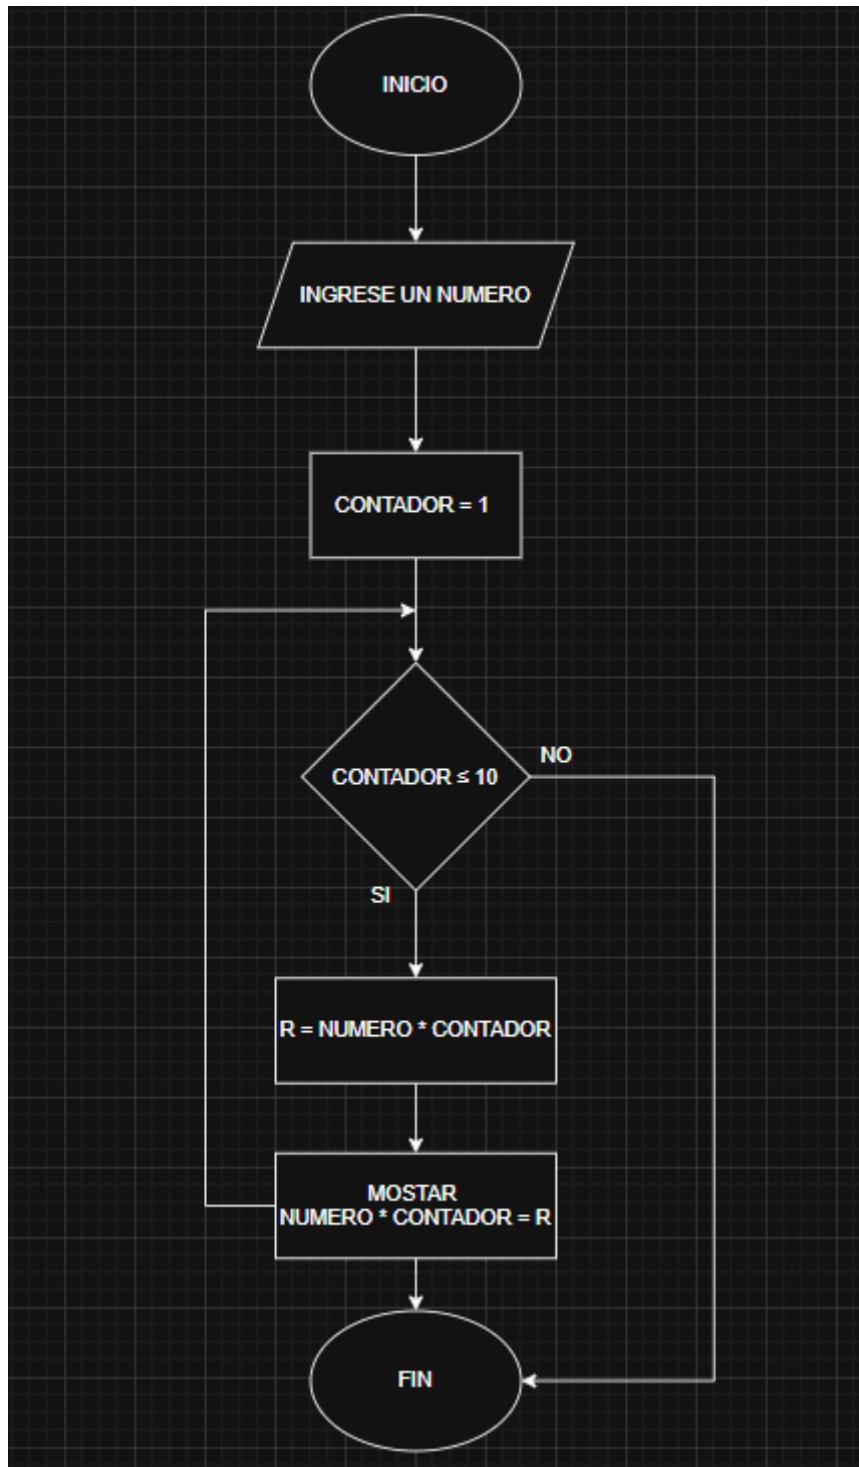 INICIO
INGRESE UN NUMERO
CONTADOR = 1
CONTADOR ≤ 10
NO
SI
R = NUMERO * CONTADOR
MOSTAR
NUMERO * CONTADOR = R
FIN